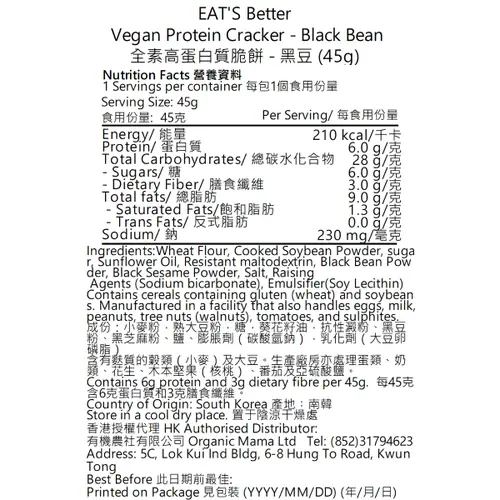 EAT'S Better
Vegan Protein Cracker - Black Bean
全素高蛋白質脆餅 - 黑豆 (45g)
Nutrition Facts 營養資料
1 Servings per container 每包1個食用份量
Serving Size: 45g
食用份量: 45克 Per Serving/ 每食用份量
Energy/ 能量 210 kcal/千卡
Protein/ 蛋白質 6.0 g/克
Total Carbohydrates/ 總碳水化合物 28 g/克
- Sugars/ 糖 6.0 g/克
- Dietary Fiber/ 膳食纖維 3.0 g/克
Total fats/ 總脂肪 9.0 g/克
- Saturated Fats/飽和脂肪 1.3 g/克
- Trans Fats/ 反式脂肪 0.0 g/克
Sodium/ 鈉 230 mg/毫克
Ingredients:Wheat Flour, Cooked Soybean Powder, suga
r, Sunflower Oil, Resistant maltodextrin, Black Bean Pow
der, Black Sesame Powder, Salt, Raising
Agents (Sodium bicarbonate), Emulsifier(Soy Lecithin)
Contains cereals containing gluten (wheat) and soybean
s. Manufactured in a facility that also handles eggs, milk,
peanuts, tree nuts (walnuts), tomatoes, and sulphites.
成份：小麥粉﹑熟大豆粉﹑糖﹑葵花籽油﹑抗性澱粉、黑豆
粉、黑芝麻粉、鹽、膨脹劑（碳酸氫鈉）﹑乳化劑（大豆卵
磷脂）
含有麩質的穀類（小麥）及大豆。生產廠房亦處理蛋類、奶
類、花生、木本堅果（核桃）、番茄及亞硫酸鹽。
Contains 6g protein and 3g dietary fibre per 45g. 每45克
含6克蛋白質和3克膳食纖維。
Country of Origin: South Korea 產地：南韓
Store in a cool dry place. 置于陰涼干燥處
香港授權代理 HK Authorised Distributor:
有機農社有限公司 Organic Mama Ltd Tel: (852)31794623
Address: 5C, Lok Kui Ind Bldg, 6-8 Hung To Road, Kwun
Tong
Best Before 此日期前最佳:
Printed on Package 見包裝 (YYYY/MM/DD) (年/月/日)